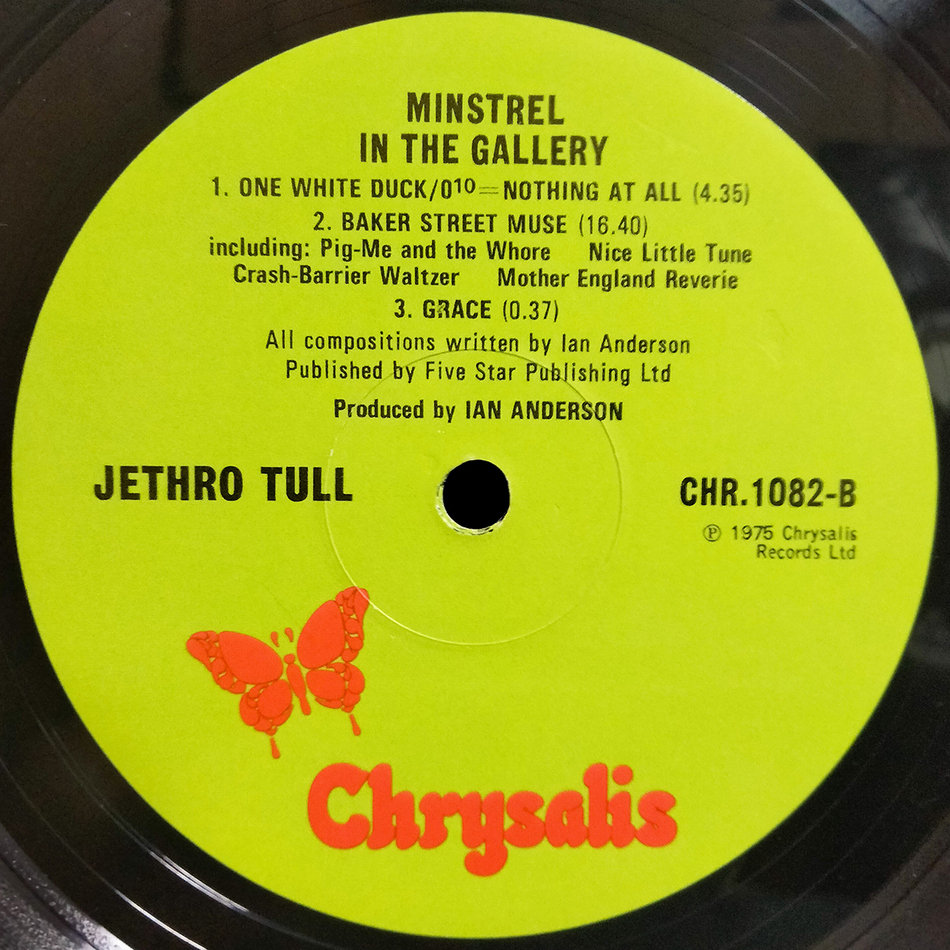 MINSTREL
IN THE GALLERY
1. ONE WHITE DUCK/0¹⁰=NOTHING AT ALL (4.35)
2. BAKER STREET MUSE (16.40)
including: Pig-Me and the Whore Nice Little Tune
Crash-Barrier Waltzer Mother England Reverie
3. GRACE (0.37)
All compositions written by Ian Anderson
Published by Five Star Publishing Ltd
Produced by IAN ANDERSON
JETHRO TULL
CHR.1082-B
℗ 1975 Chrysalis
Records Ltd
Chrysalis